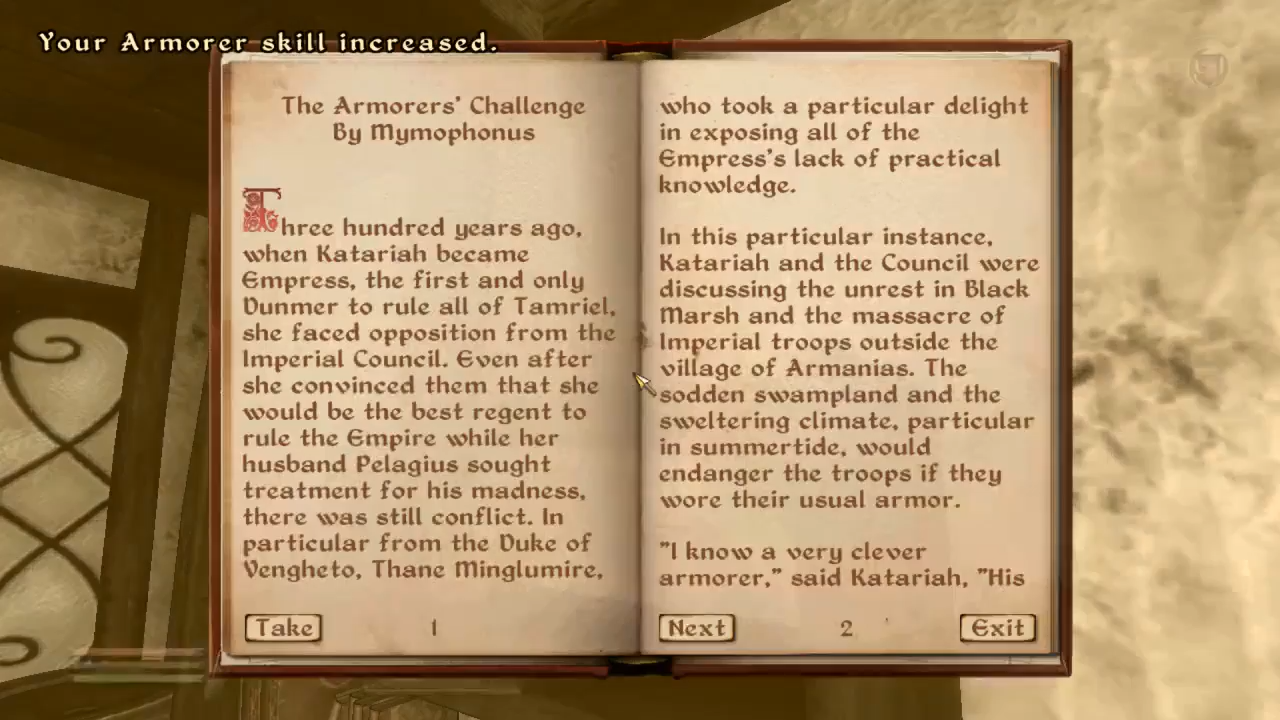 Your Armorer skill increased.
The Armorers' Challenge
By Mymophonus
Three hundred years ago,
when Katariah became
Empress, the first and only
Dunmer to rule all of Tamriel,
she faced opposition from the
Imperial Council. Even after
she convinced them that she
would be the best regent to
rule the Empire while her
husband Pelagius sought
treatment for his madness,
there was still conflict. In
particular from the Duke of
Vengheto, Thane Minglumire,
Take
1
who took a particular delight
in exposing all of the
Empress's lack of practical
knowledge.
In this particular instance,
Katariah and the Council were
discussing the unrest in Black
Marsh and the massacre of
Imperial troops outside the
village of Armanias. The
sodden swampland and the
sweltering climate, particular
in summertide, would
endanger the troops if they
wore their usual armor.
"I know a very clever
armorer," said Katariah, "His
Next
2
Exit